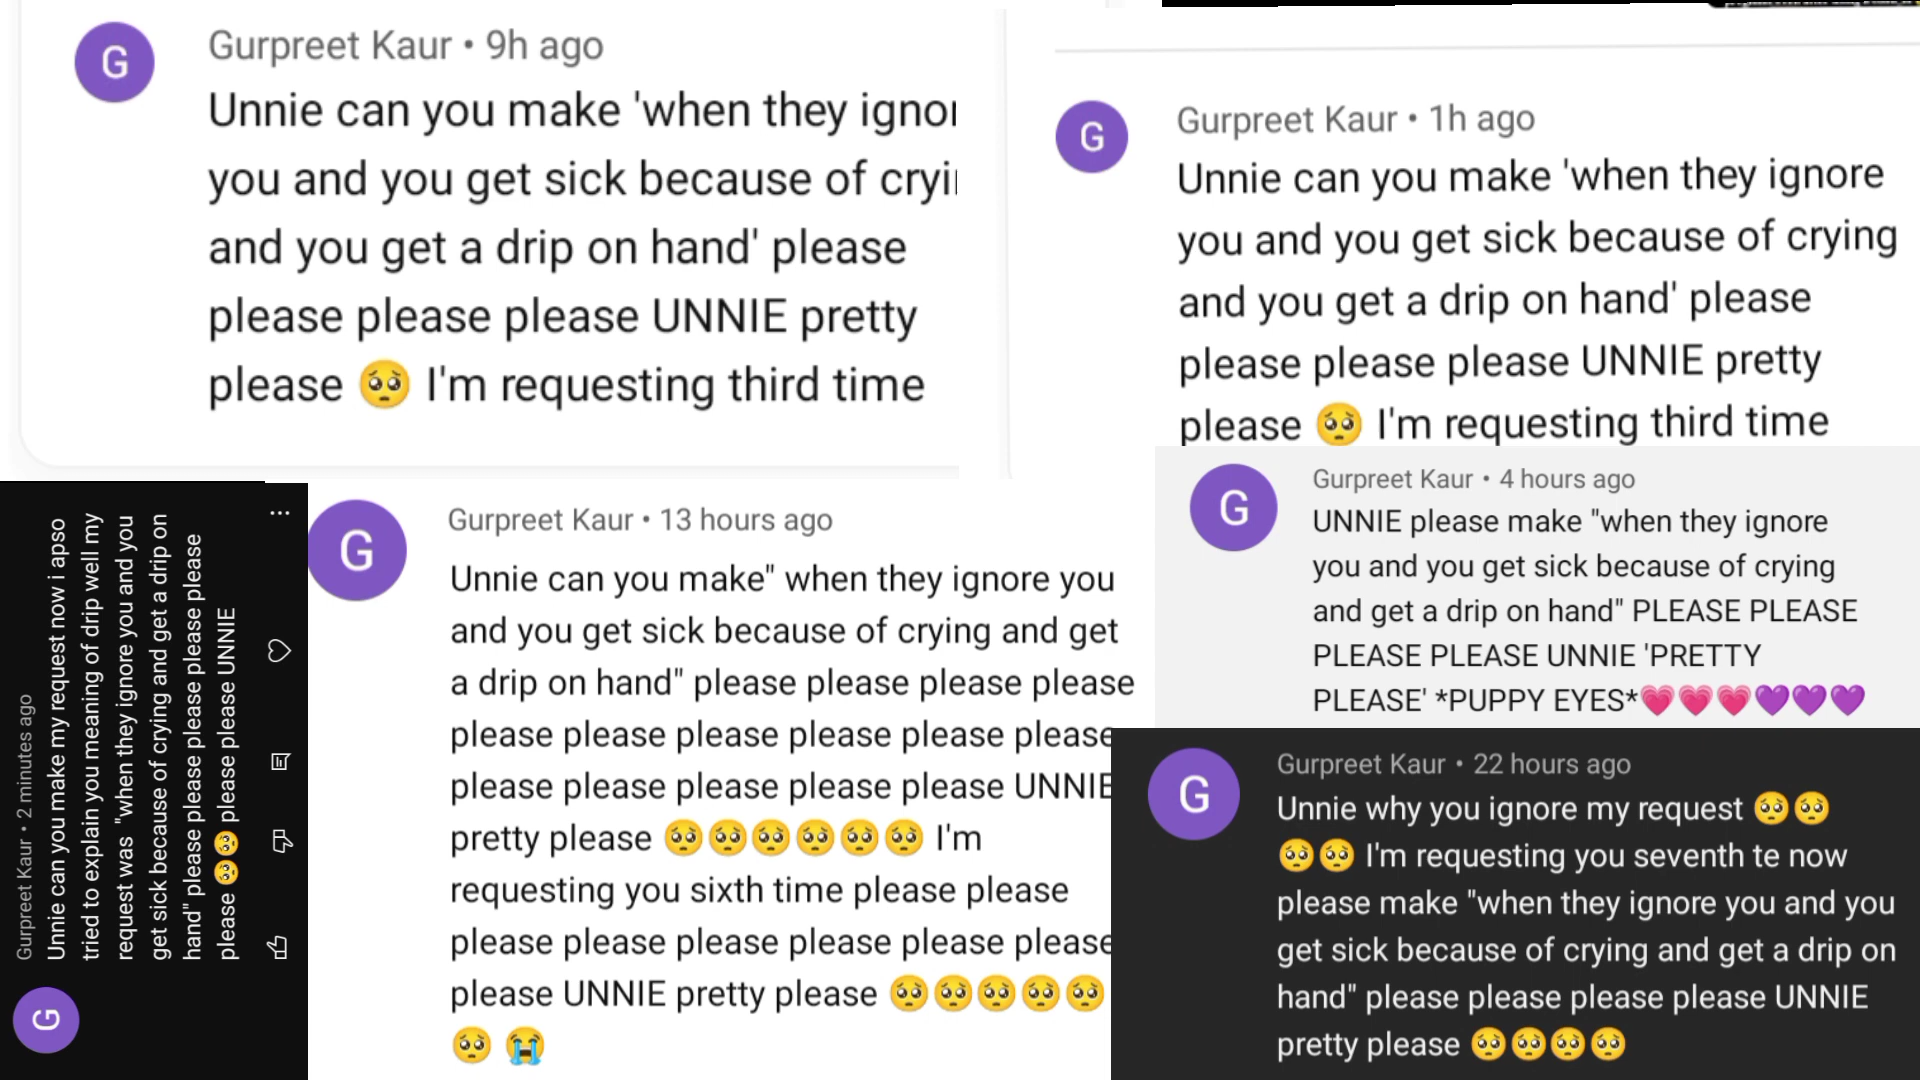 Gurpreet Kaur • 9h ago
Unnie can you make 'when they ignor
you and you get sick because of cryi
and you get a drip on hand' please
please please please UNNIE pretty
please 🥺 I'm requesting third time
Gurpreet Kaur • 1h ago
Unnie can you make 'when they ignore
you and you get sick because of crying
and you get a drip on hand' please
please please please UNNIE pretty
please 🥺 I'm requesting third time
Gurpreet Kaur • 2 minutes ago
Unnie can you make my request now i apso
tried to explain you meaning of drip well my
request was "when they ignore you and you
get sick because of crying and get a drip on
hand" please please please please please
please 🥺🥺 please please UNNIE
Gurpreet Kaur • 13 hours ago
Unnie can you make" when they ignore you
and you get sick because of crying and get
a drip on hand" please please please please
please please please please please please
please please please please please UNNIE
pretty please 🥺🥺🥺🥺🥺🥺 I'm
requesting you sixth time please please
please please please please please please
please UNNIE pretty please 🥺🥺🥺🥺🥺
🥺 😭
Gurpreet Kaur • 4 hours ago
UNNIE please make "when they ignore
you and you get sick because of crying
and get a drip on hand" PLEASE PLEASE
PLEASE PLEASE UNNIE 'PRETTY
PLEASE' *PUPPY EYES*💗💗💗💜💜💜
Gurpreet Kaur • 22 hours ago
Unnie why you ignore my request 🥺🥺
🥺🥺 I'm requesting you seventh te now
please make "when they ignore you and you
get sick because of crying and get a drip on
hand" please please please please UNNIE
pretty please 🥺🥺🥺🥺
G
G
G
G
G
G